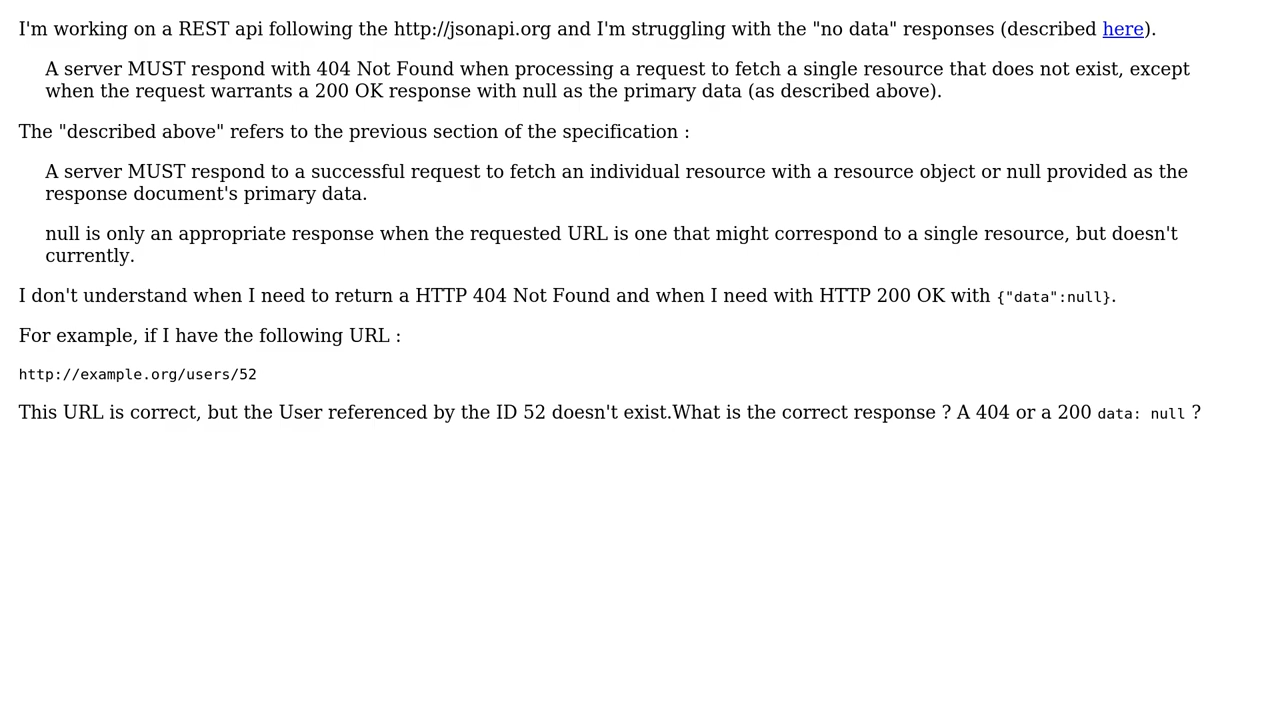 I'm working on a REST api following the http://jsonapi.org and I'm struggling with the "no data" responses (described here).
A server MUST respond with 404 Not Found when processing a request to fetch a single resource that does not exist, except
when the request warrants a 200 OK response with null as the primary data (as described above).
The "described above" refers to the previous section of the specification :
A server MUST respond to a successful request to fetch an individual resource with a resource object or null provided as the
response document's primary data.
null is only an appropriate response when the requested URL is one that might correspond to a single resource, but doesn't
currently.
I don't understand when I need to return a HTTP 404 Not Found and when I need with HTTP 200 OK with {"data":null}.
For example, if I have the following URL :
http://example.org/users/52
This URL is correct, but the User referenced by the ID 52 doesn't exist.What is the correct response ? A 404 or a 200 data: null ?